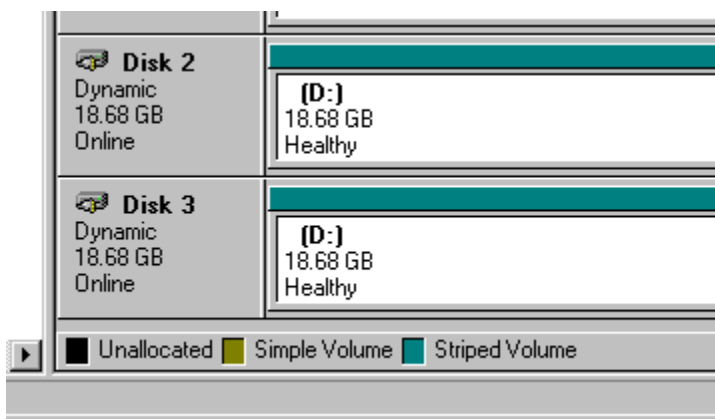 Disk 2
Dynamic
18.68 GB
Online
(D:)
18.68 GB
Healthy
Disk 3
Dynamic
18.68 GB
Online
(D:)
18.68 GB
Healthy
Unallocated Simple Volume Striped Volume